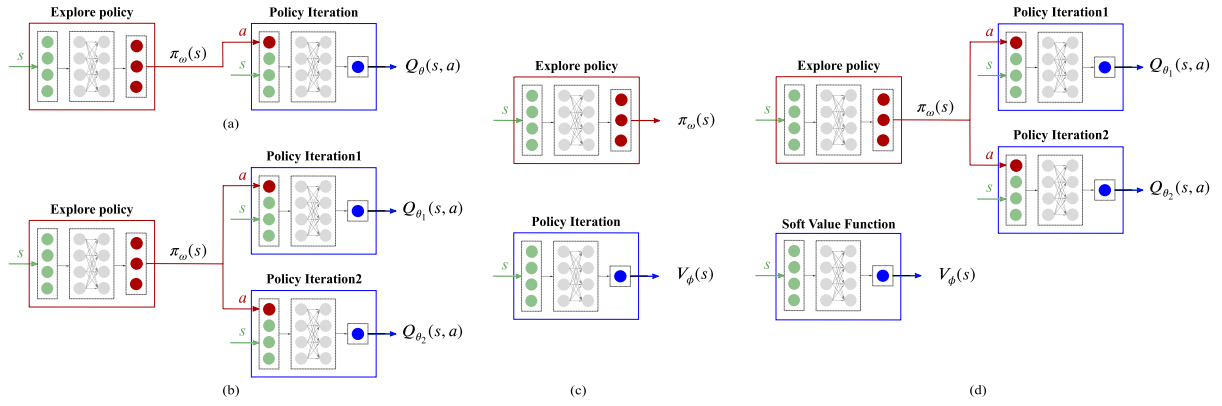 Explore policy
Policy Iteration
s
π_ω(s)
a
s
Q_θ(s, a)
(a)
Policy Iteration1
Explore policy
s
π_ω(s)
a
s
Q_θ₁(s, a)
Policy Iteration2
a
s
Q_θ₂(s, a)
(b)
Explore policy
s
π_ω(s)
Policy Iteration
s
V_ϕ(s)
(c)
Policy Iteration1
Explore policy
s
π_ω(s)
a
s
Q_θ₁(s, a)
Policy Iteration2
a
s
Q_θ₂(s, a)
Soft Value Function
s
V_ϕ(s)
(d)